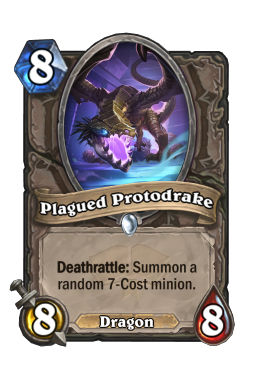 8
Plagued Protodrake
Deathrattle: Summon a
random 7-Cost minion.
8 Dragon 8